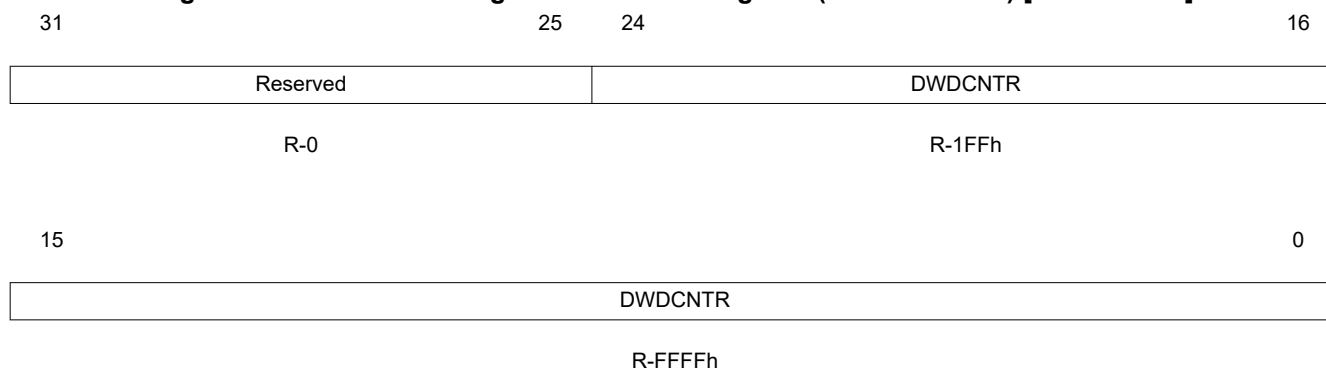 31 25 24 16
Reserved DWDCNTR
R-0 R-1FFh
15 0
DWDCNTR
R-FFFFh